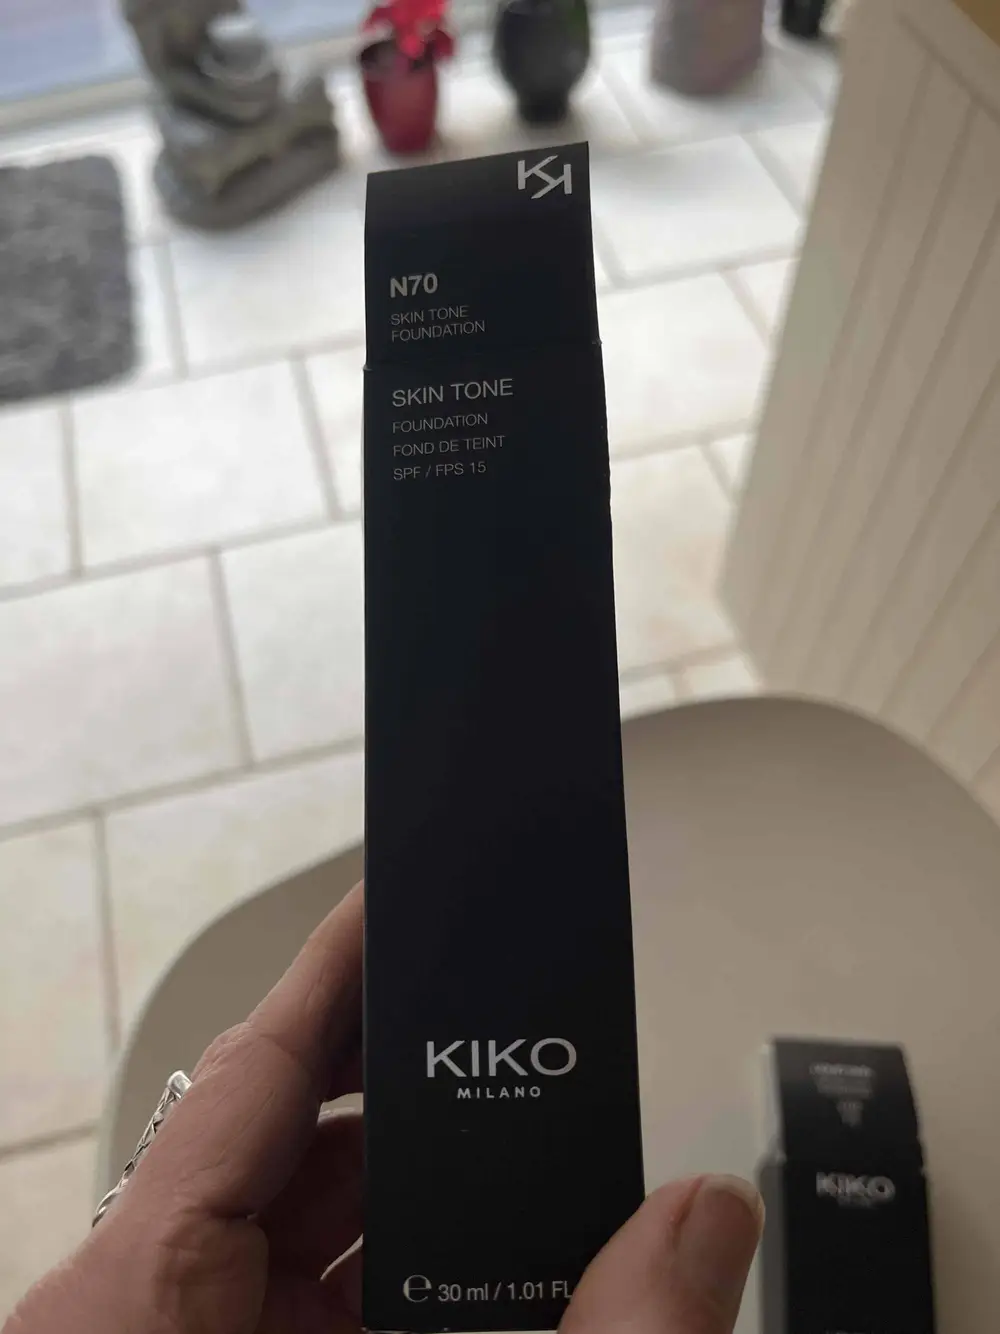 KK
N70
SKIN TONE
FOUNDATION
SKIN TONE
FOUNDATION
FOND DE TEINT
SPF / FPS 15
KIKO
MILANO
e 30 ml / 1.01 FL
KIKO